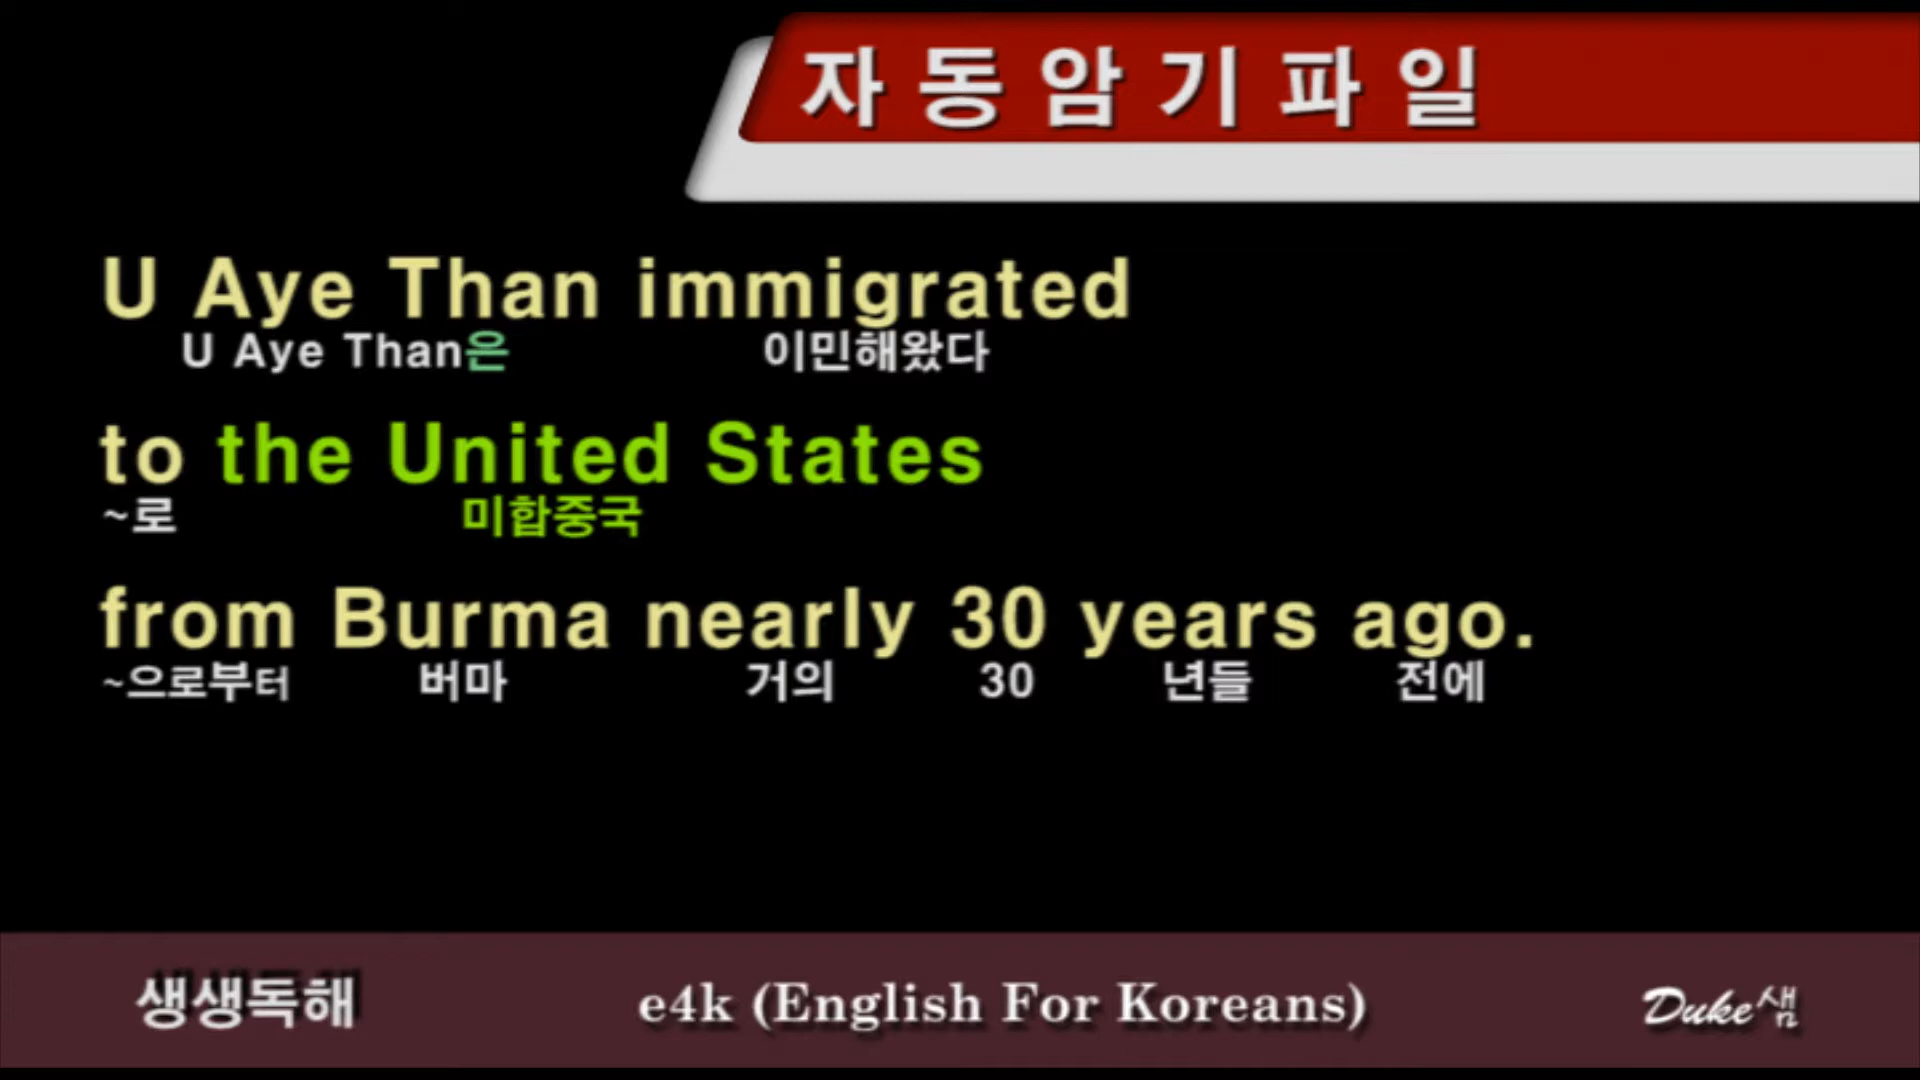 자동암기파일
U Aye Than immigrated
U Aye Than은 이민해왔다
to the United States
~로 미합중국
from Burma nearly 30 years ago.
~으로부터 버마 거의 30 년들 전에
생생독해 e4k (English For Koreans) Duke샘